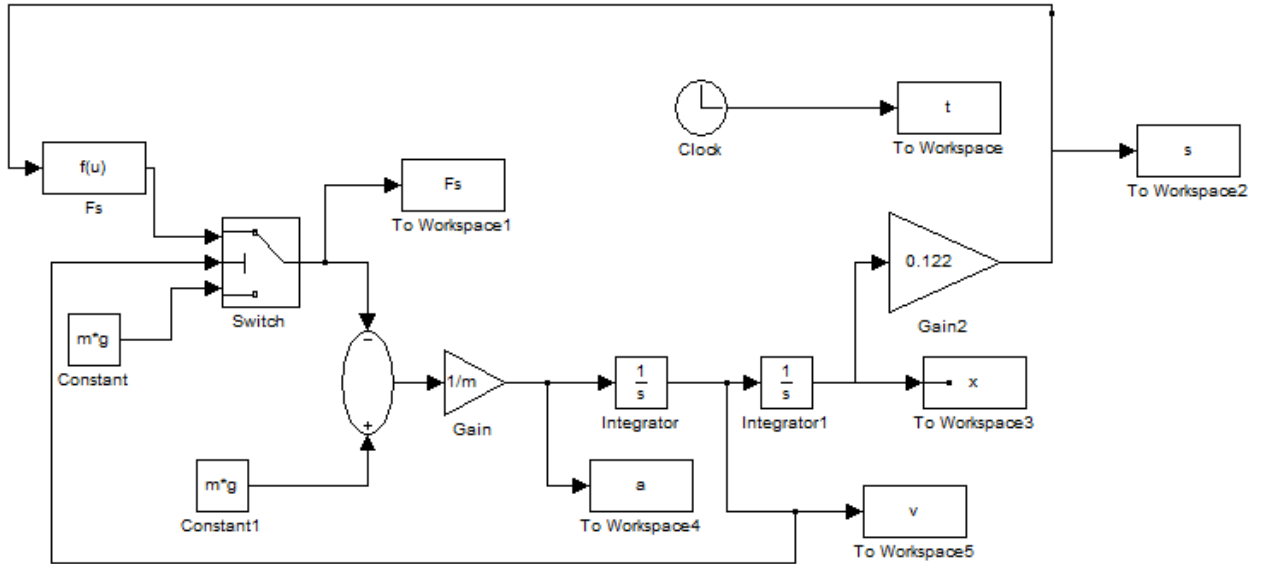 Clock
t
To Workspace
s
To Workspace2
f(u)
Fs
Fs
To Workspace1
Switch
m*g
Constant
0.122
Gain2
−
+
1/m
Gain
1
s
Integrator
1
s
Integrator1
x
To Workspace3
m*g
Constant1
a
To Workspace4
v
To Workspace5